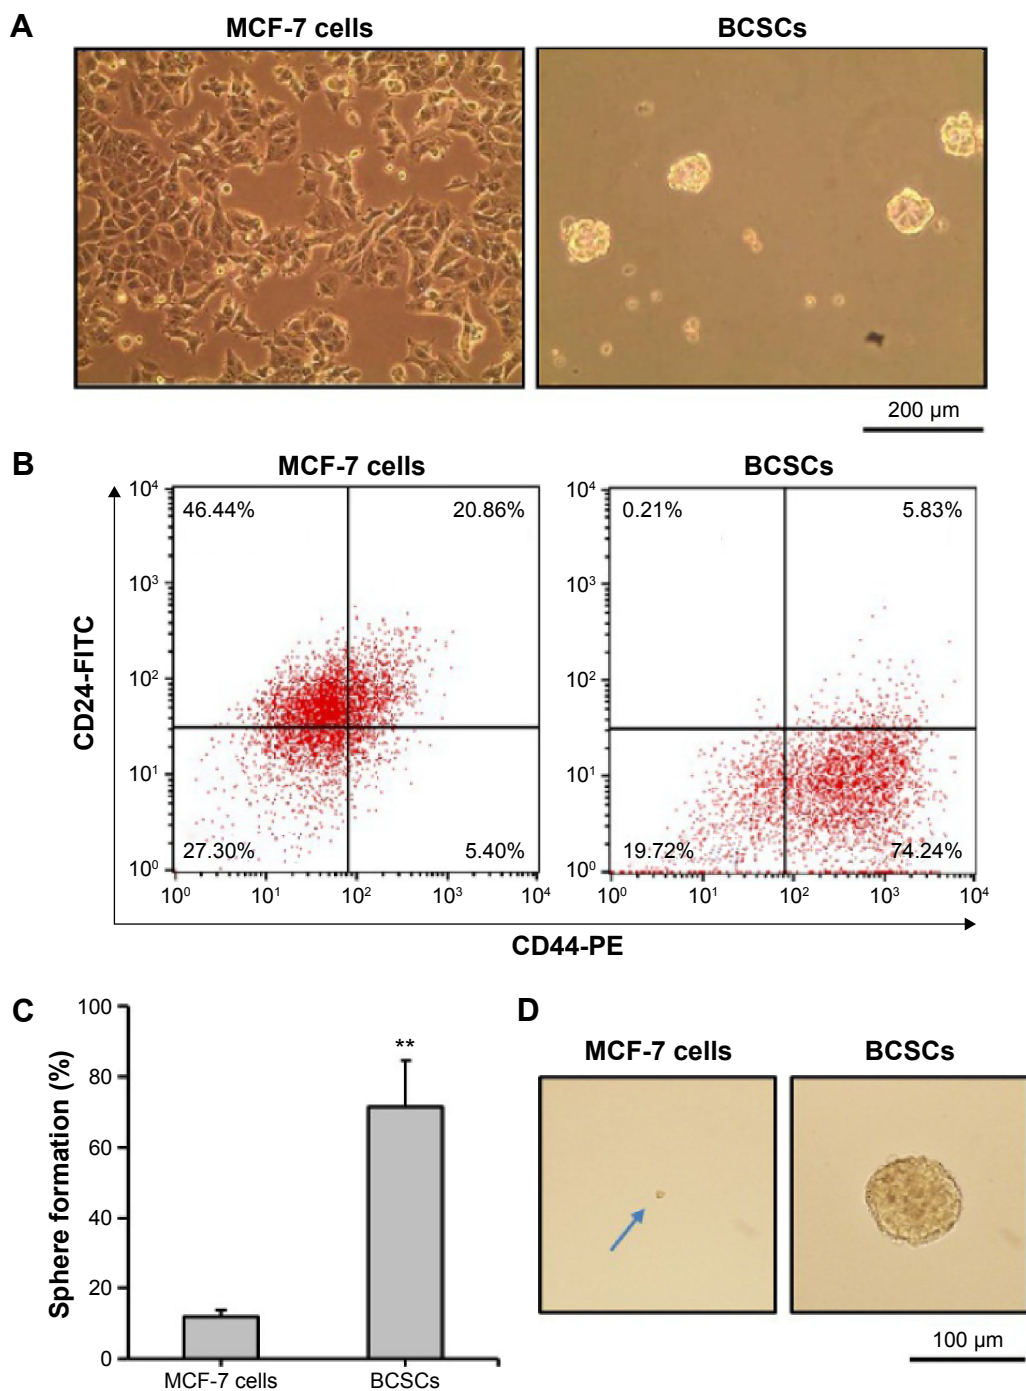 A
MCF-7 cells
BCSCs
200 µm
B
MCF-7 cells
BCSCs
10⁴
46.44%
20.86%
10⁴
0.21%
5.83%
10³
10³
CD24-FITC
10²
10²
10¹
10¹
27.30%
5.40%
19.72%
74.24%
10⁰
10⁰
10⁰
10¹
10²
10³
10⁴
10⁰
10¹
10²
10³
10⁴
CD44-PE
C
100
**
80
60
40
20
0
Sphere formation (%)
MCF-7 cells
BCSCs
D
MCF-7 cells
BCSCs
100 µm